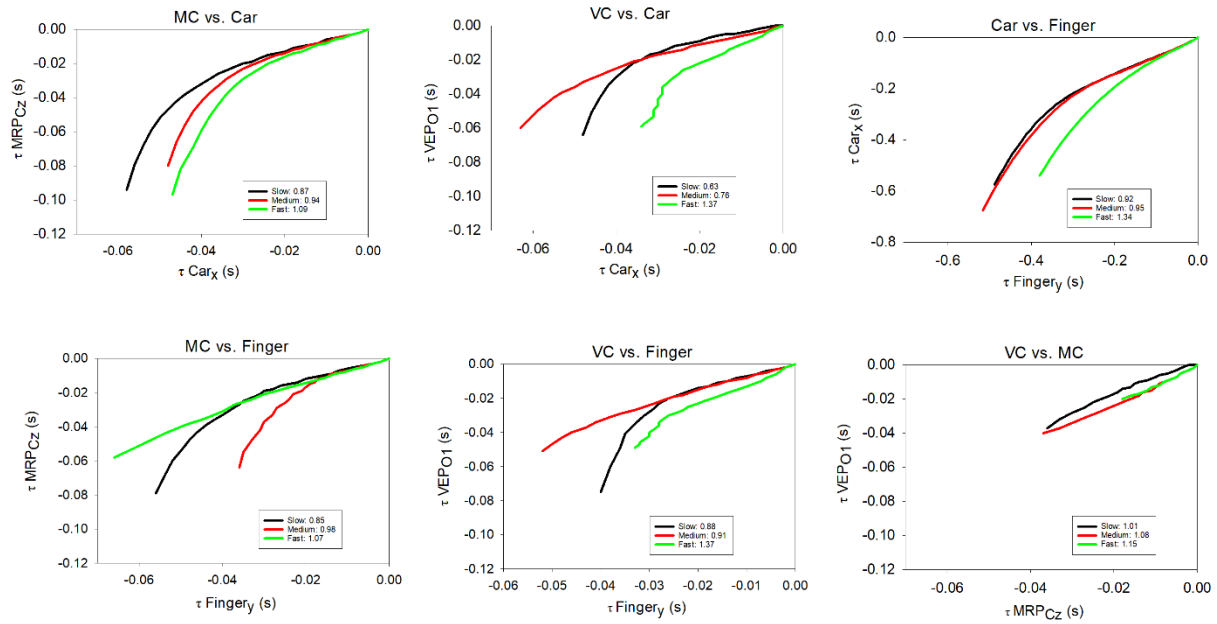 MC vs. Car
0.00
-0.02
-0.04
-0.06
-0.08
-0.10
-0.12
τ MRPCz (s)
Slow: 0.87
Medium: 0.94
Fast: 1.09
-0.06
-0.04
-0.02
0.00
τ Carx (s)
VC vs. Car
0.00
-0.02
-0.04
-0.06
-0.08
-0.10
-0.12
τ VEPO1 (s)
Slow: 0.63
Medium: 0.78
Fast: 1.37
-0.06
-0.04
-0.02
0.00
τ Carx (s)
Car vs. Finger
-0.0
-0.2
-0.4
-0.6
-0.8
τ Carx (s)
Slow: 0.92
Medium: 0.95
Fast: 1.34
-0.6
-0.4
-0.2
0.0
τ Fingery (s)
MC vs. Finger
0.00
-0.02
-0.04
-0.06
-0.08
-0.10
-0.12
τ MRPCz (s)
Slow: 0.85
Medium: 0.98
Fast: 1.07
-0.06
-0.04
-0.02
0.00
τ Fingery (s)
VC vs. Finger
0.00
-0.02
-0.04
-0.06
-0.08
-0.10
-0.12
τ VEPO1 (s)
Slow: 0.88
Medium: 0.91
Fast: 1.37
-0.06
-0.05
-0.04
-0.03
-0.02
-0.01
0.00
τ Fingery (s)
VC vs. MC
0.00
-0.02
-0.04
-0.06
-0.08
-0.10
-0.12
τ VEPO1 (s)
Slow: 1.01
Medium: 1.08
Fast: 1.15
-0.06
-0.04
-0.02
0.00
τ MRPCz (s)